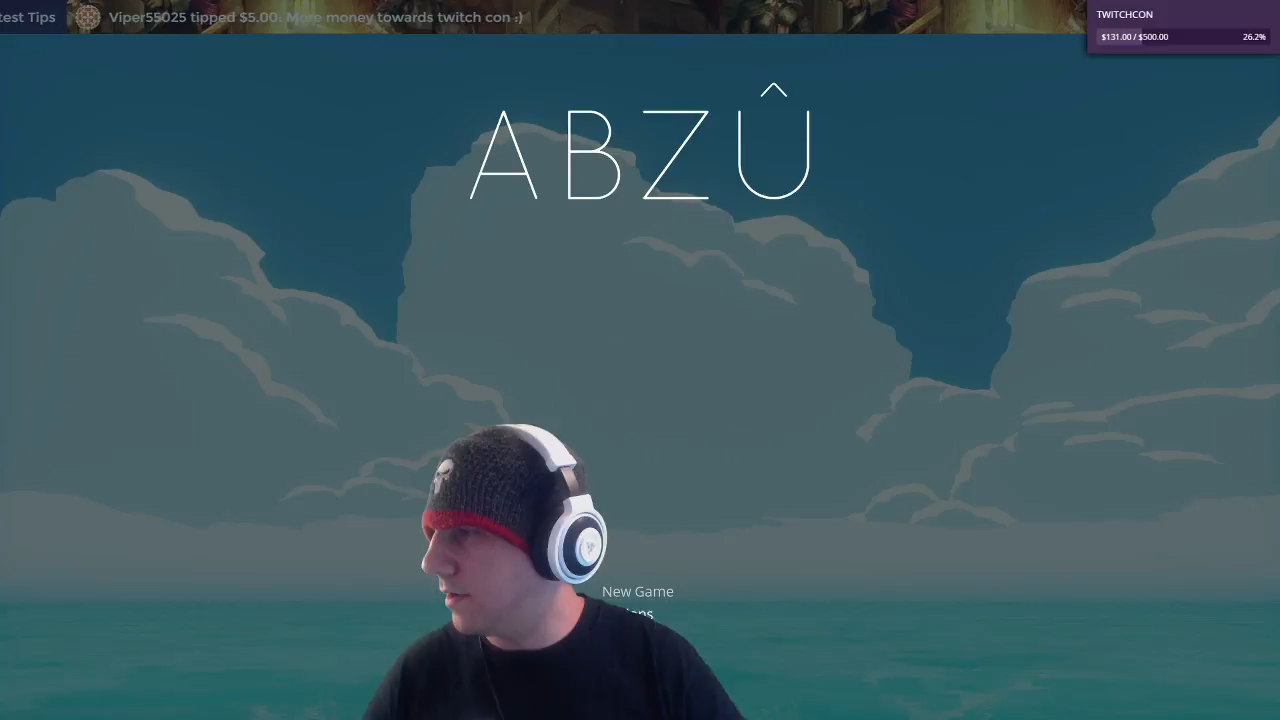 test Tips
Viper55025 tipped $5.00: More money towards twitch con :)
TWITCHCON
$131.00 / $500.00
26.2%
ABZÛ
New Game